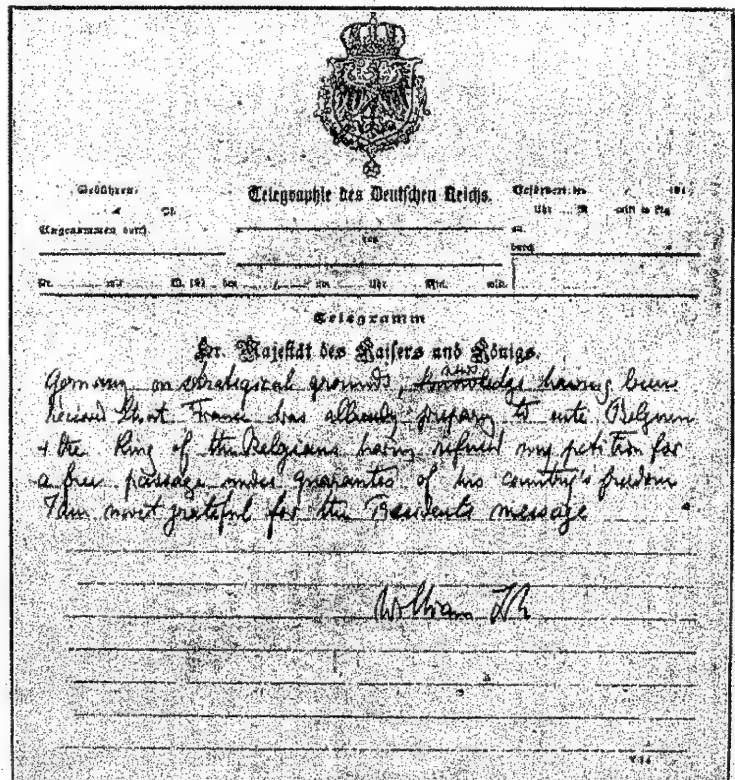 Telegraphie des Deutschen Reichs.
Telegramm
Sr. Majestät des Kaisers und Königs.
news
Germany on strategical grounds, knowledge having been
received that France was already preparing to enter Belgium
+ the King of the Belgians having refused my petition for
a free passage under guarantee of his country's freedom
I am most grateful for the President's message
William I R